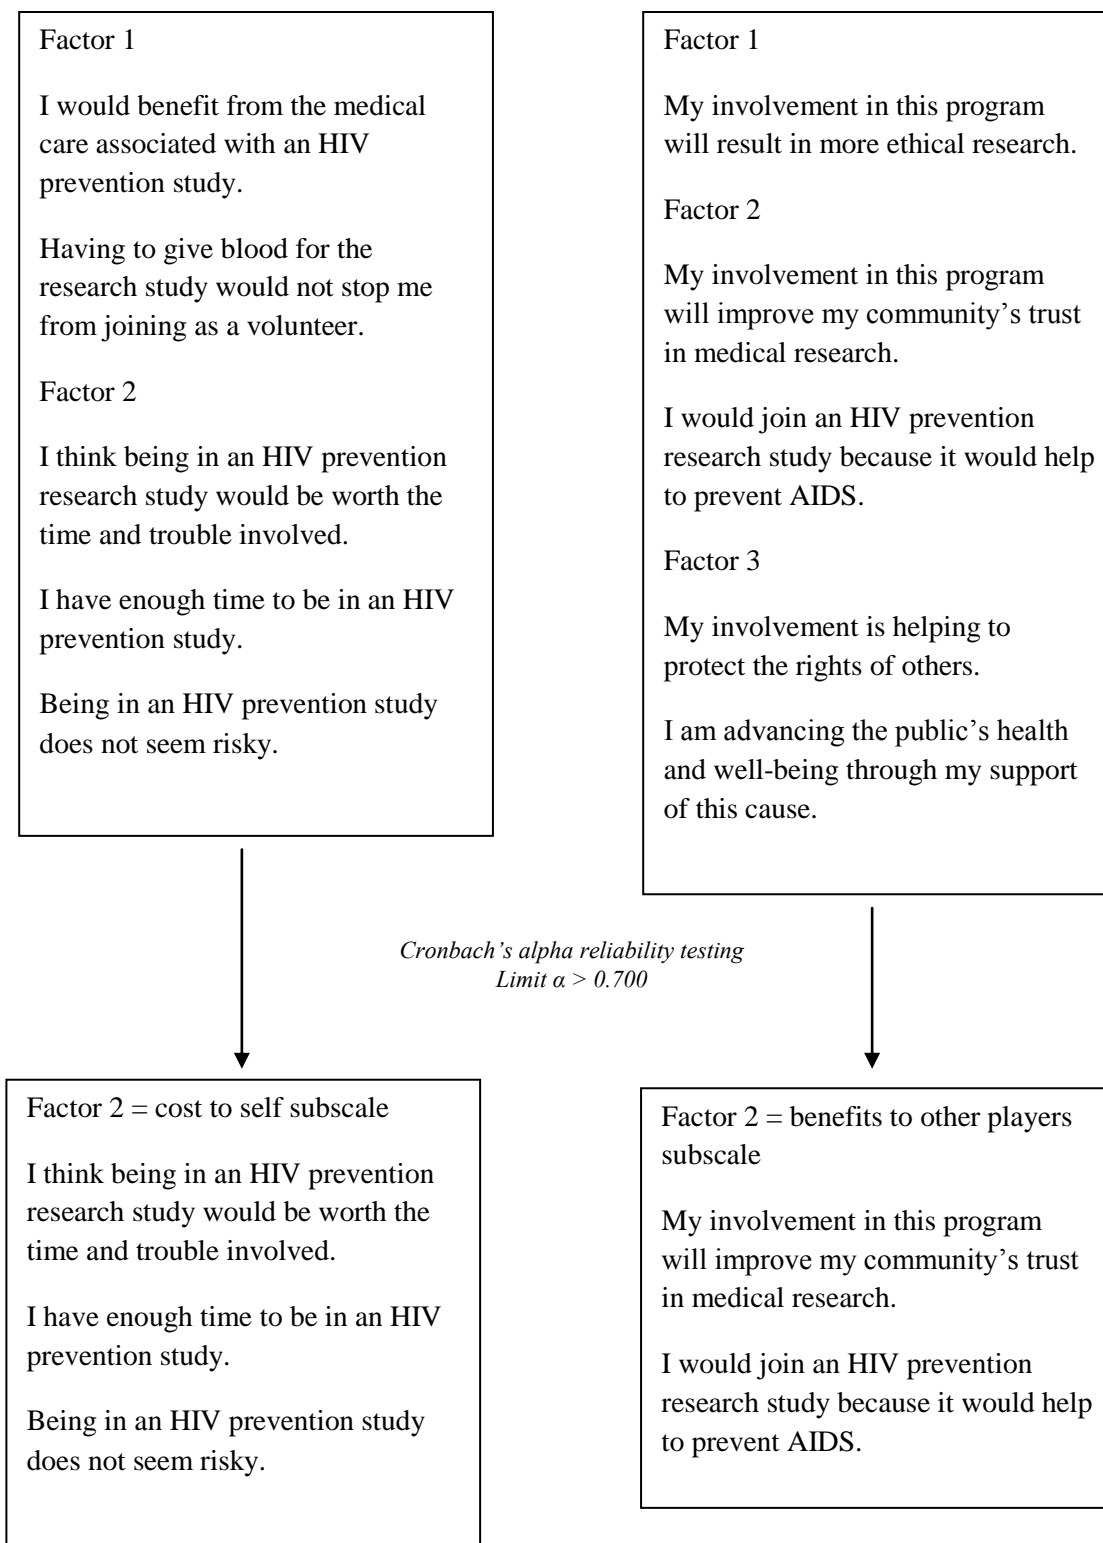 Factor 1
I would benefit from the medical
care associated with an HIV
prevention study.
Having to give blood for the
research study would not stop me
from joining as a volunteer.
Factor 2
I think being in an HIV prevention
research study would be worth the
time and trouble involved.
I have enough time to be in an HIV
prevention study.
Being in an HIV prevention study
does not seem risky.
Factor 1
My involvement in this program
will result in more ethical research.
Factor 2
My involvement in this program
will improve my community’s trust
in medical research.
I would join an HIV prevention
research study because it would help
to prevent AIDS.
Factor 3
My involvement is helping to
protect the rights of others.
I am advancing the public’s health
and well-being through my support
of this cause.
Cronbach’s alpha reliability testing
Limit α > 0.700
Factor 2 = cost to self subscale
I think being in an HIV prevention
research study would be worth the
time and trouble involved.
I have enough time to be in an HIV
prevention study.
Being in an HIV prevention study
does not seem risky.
Factor 2 = benefits to other players
subscale
My involvement in this program
will improve my community’s trust
in medical research.
I would join an HIV prevention
research study because it would help
to prevent AIDS.